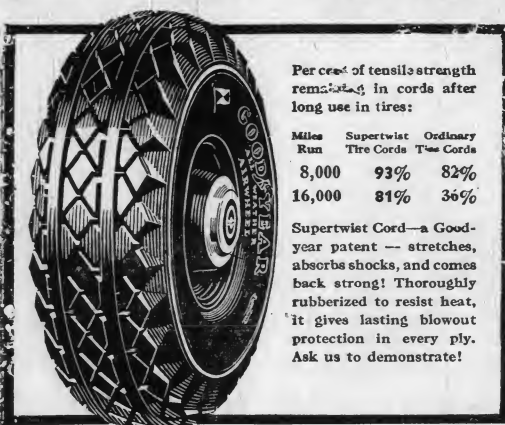 GOODYEAR
ALL WEATHER
AIRWHEEL
Per cent of tensile strength
remaining in cords after
long use in tires:
Miles Supertwist Ordinary
Run Tire Cords Tire Cords
8,000 93% 82%
16,000 81% 36%
Supertwist Cord—a Good-
year patent — stretches,
absorbs shocks, and comes
back strong! Thoroughly
rubberized to resist heat,
it gives lasting blowout
protection in every ply.
Ask us to demonstrate!